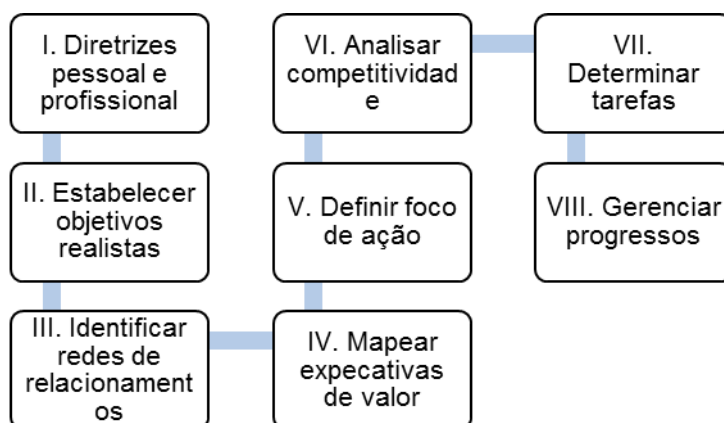 I. Diretrizes
pessoal e
profissional
II. Estabelecer
objetivos
realistas
III. Identificar
redes de
relacionament
os
IV. Mapear
expecativas
de valor
V. Definir foco
de ação
VI. Analisar
competitividad
e
VII.
Determinar
tarefas
VIII. Gerenciar
progressos